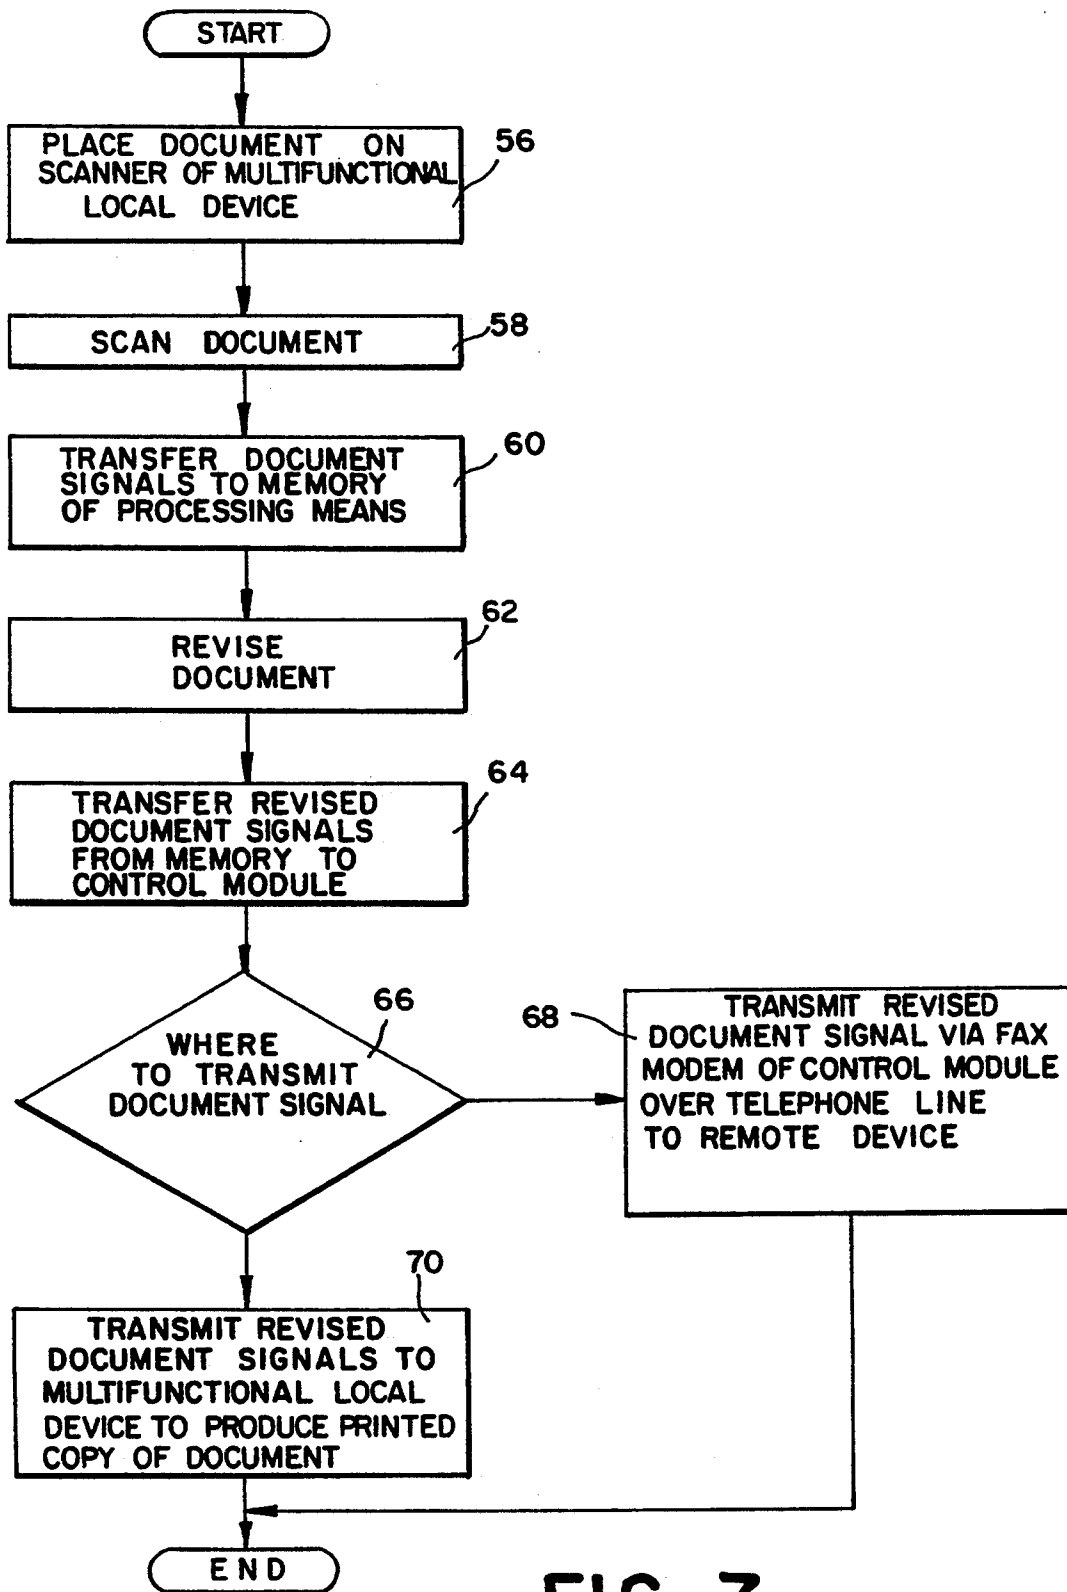 START
PLACE DOCUMENT ON
SCANNER OF MULTIFUNCTIONAL
LOCAL DEVICE
56
SCAN DOCUMENT
58
TRANSFER DOCUMENT
SIGNALS TO MEMORY
OF PROCESSING MEANS
60
REVISE
DOCUMENT
62
TRANSFER REVISED
DOCUMENT SIGNALS
FROM MEMORY TO
CONTROL MODULE
64
WHERE
TO TRANSMIT
DOCUMENT SIGNAL
66
68
TRANSMIT REVISED
DOCUMENT SIGNAL VIA FAX
MODEM OF CONTROL MODULE
OVER TELEPHONE LINE
TO REMOTE DEVICE
70
TRANSMIT REVISED
DOCUMENT SIGNALS TO
MULTIFUNCTIONAL LOCAL
DEVICE TO PRODUCE PRINTED
COPY OF DOCUMENT
END